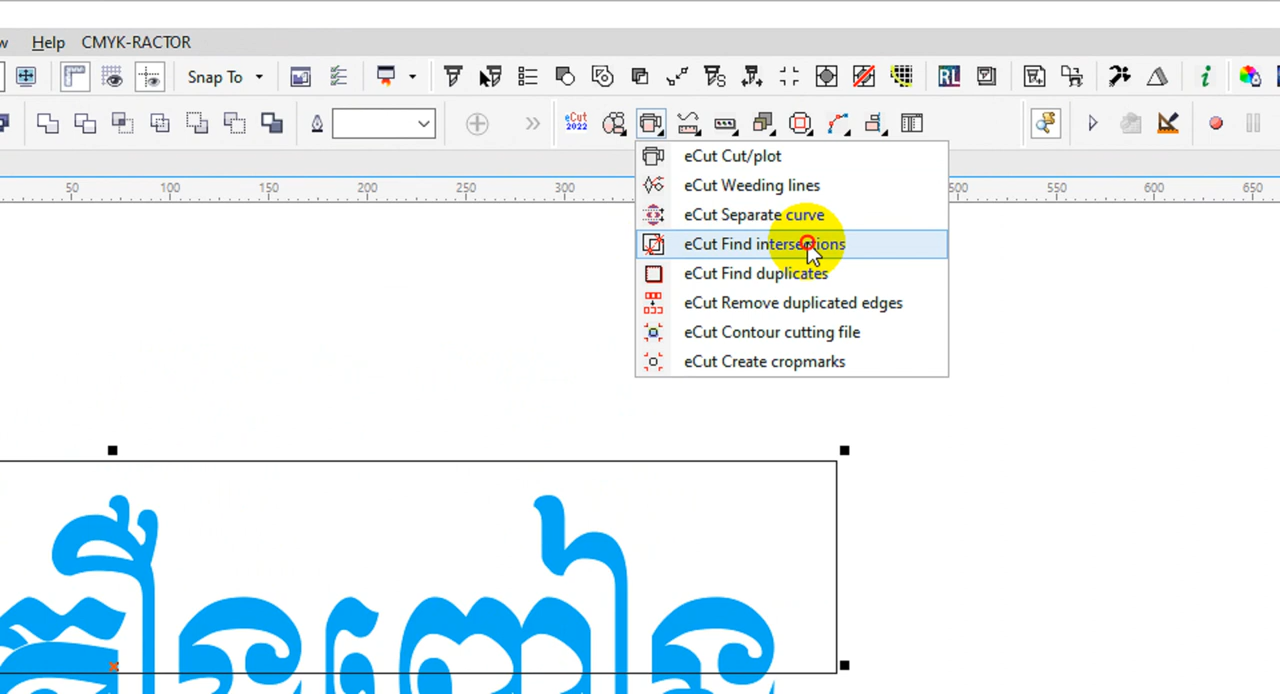 w Help CMYK-RACTOR
Snap To
eCut 2022
50 100 150 200 250 300 500 550 600 650
eCut Cut/plot
eCut Weeding lines
eCut Separate curve
eCut Find intersections
eCut Find duplicates
eCut Remove duplicated edges
eCut Contour cutting file
eCut Create cropmarks